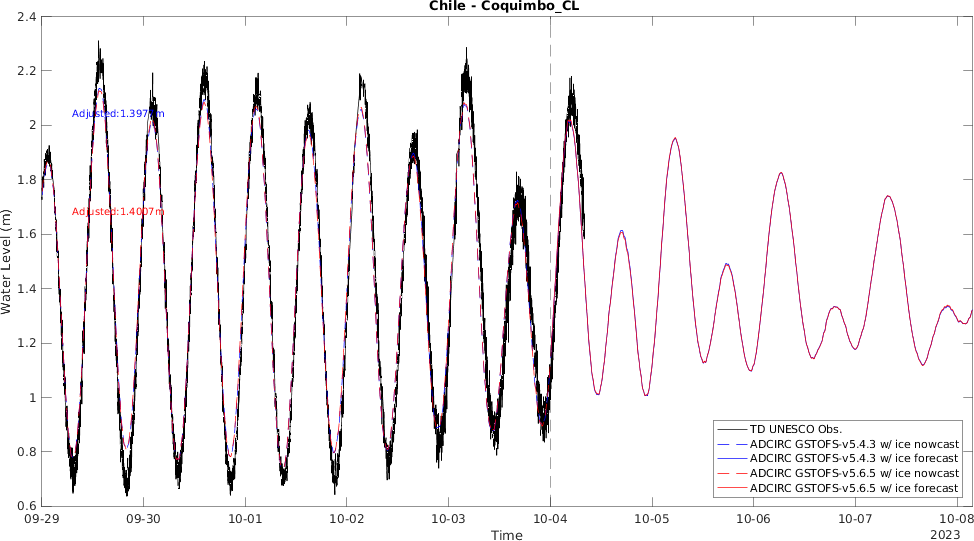 Chile - Coquimbo_CL
2.4
2.2
2
1.8
1.6
1.4
1.2
1
0.8
0.6
Water Level (m)
Adjusted:1.397 m
Adjusted:1.4007m
TD UNESCO Obs.
ADCIRC GSTOFS-v5.4.3 w/ ice nowcast
ADCIRC GSTOFS-v5.4.3 w/ ice forecast
ADCIRC GSTOFS-v5.6.5 w/ ice nowcast
ADCIRC GSTOFS-v5.6.5 w/ ice forecast
09-29 09-30 10-01 10-02 10-03 10-04 10-05 10-06 10-07 10-08
Time
2023